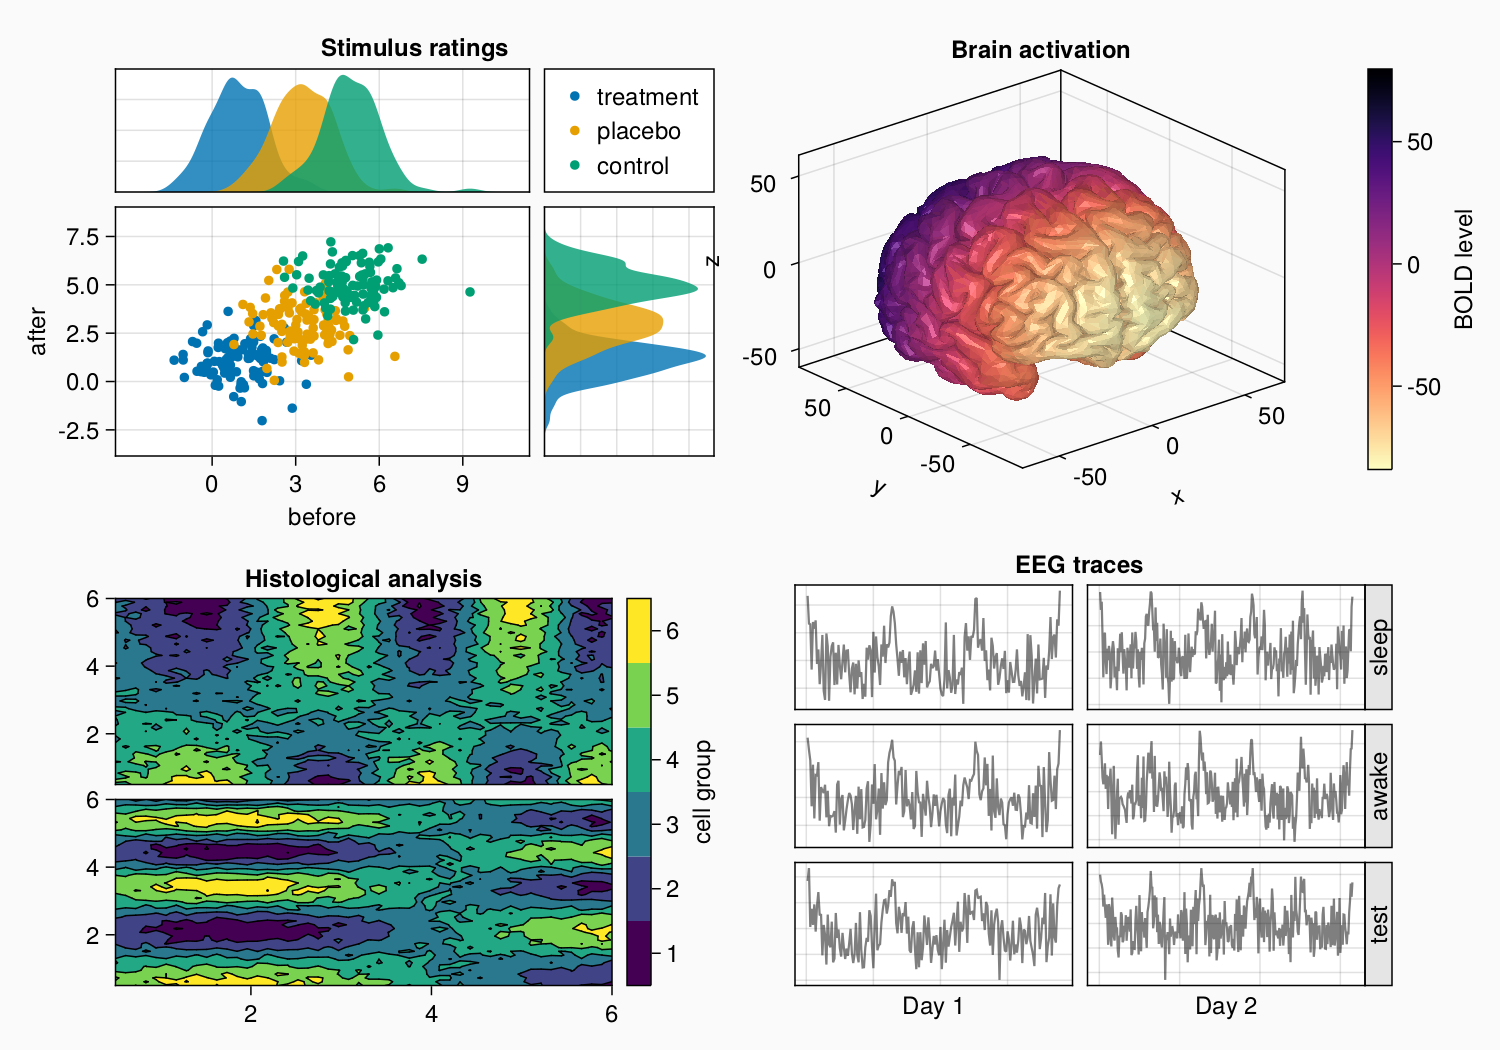 Stimulus ratings
treatment
placebo
control
7.5
5.0
2.5
0.0
-2.5
after
0
3
6
9
before
Brain activation
50
0
-50
z
50
0
-50
y
-50
0
50
x
50
0
-50
BOLD level
Histological analysis
6
4
2
6
4
2
2
4
6
6
5
4
3
2
1
cell group
EEG traces
sleep
awake
test
Day 1
Day 2